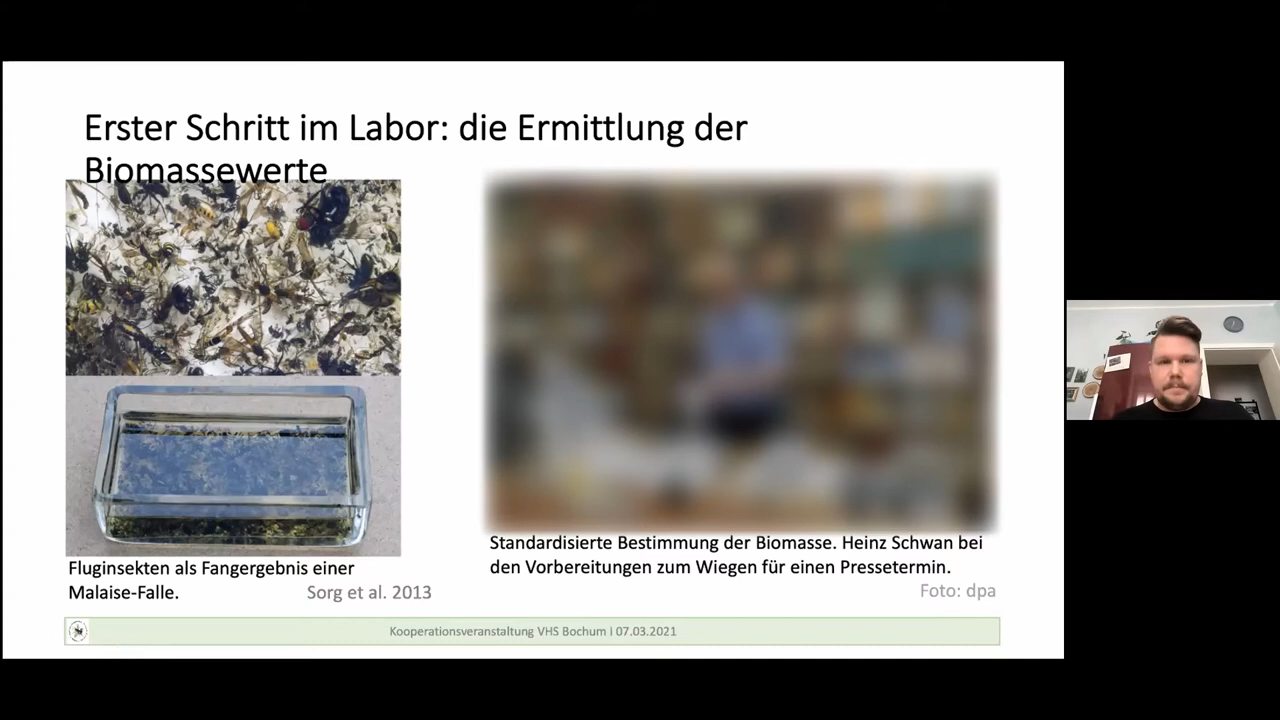 Erster Schritt im Labor: die Ermittlung der
Biomassewerte
Fluginsekten als Fangergebnis einer
Malaise-Falle.
Sorg et al. 2013
Standardisierte Bestimmung der Biomasse. Heinz Schwan bei
den Vorbereitungen zum Wiegen für einen Pressetermin.
Foto: dpa
Kooperationsveranstaltung VHS Bochum I 07.03.2021